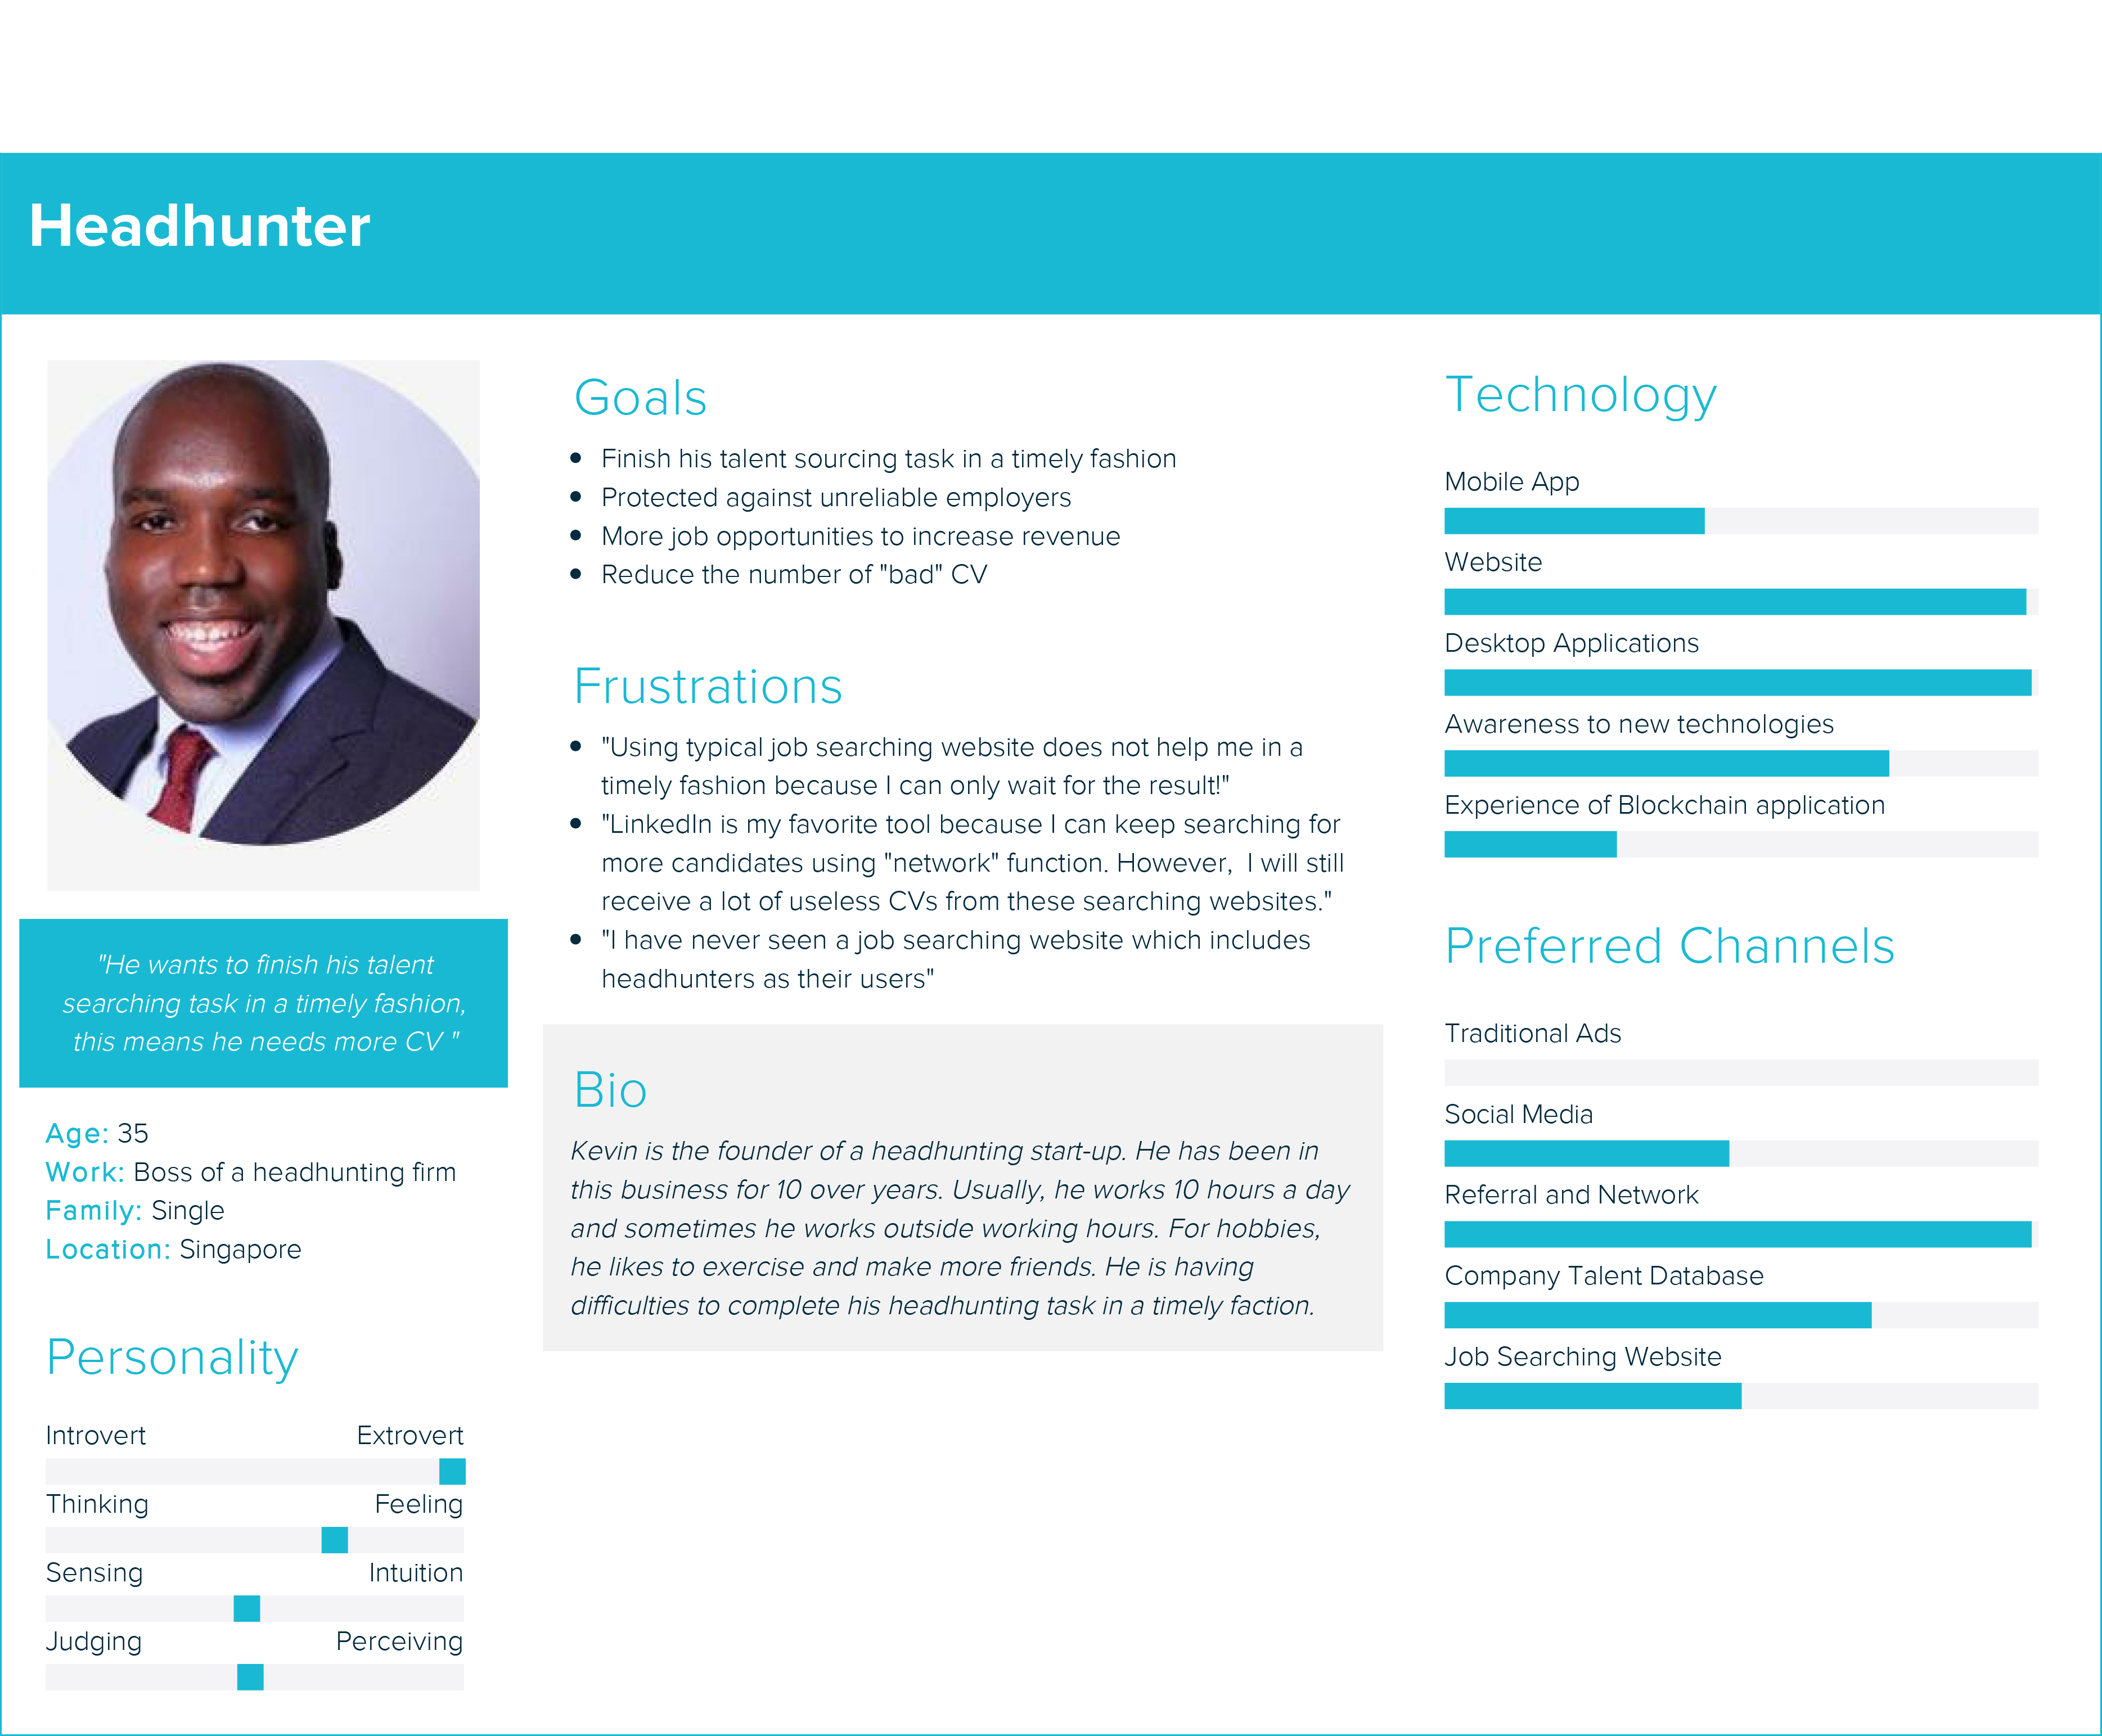 Headhunter
"He wants to finish his talent
searching task in a timely fashion,
this means he needs more CV "
Age: 35
Work: Boss of a headhunting firm
Family: Single
Location: Singapore
Personality
Introvert Extrovert
Thinking Feeling
Sensing Intuition
Judging Perceiving
Goals
• Finish his talent sourcing task in a timely fashion
• Protected against unreliable employers
• More job opportunities to increase revenue
• Reduce the number of "bad" CV
Frustrations
• "Using typical job searching website does not help me in a
timely fashion because I can only wait for the result!"
• "LinkedIn is my favorite tool because I can keep searching for
more candidates using "network" function. However,  I will still
receive a lot of useless CVs from these searching websites."
• "I have never seen a job searching website which includes
headhunters as their users"
Bio
Kevin is the founder of a headhunting start-up. He has been in
this business for 10 over years. Usually, he works 10 hours a day
and sometimes he works outside working hours. For hobbies,
he likes to exercise and make more friends. He is having
difficulties to complete his headhunting task in a timely faction.
Technology
Mobile App
Website
Desktop Applications
Awareness to new technologies
Experience of Blockchain application
Preferred Channels
Traditional Ads
Social Media
Referral and Network
Company Talent Database
Job Searching Website